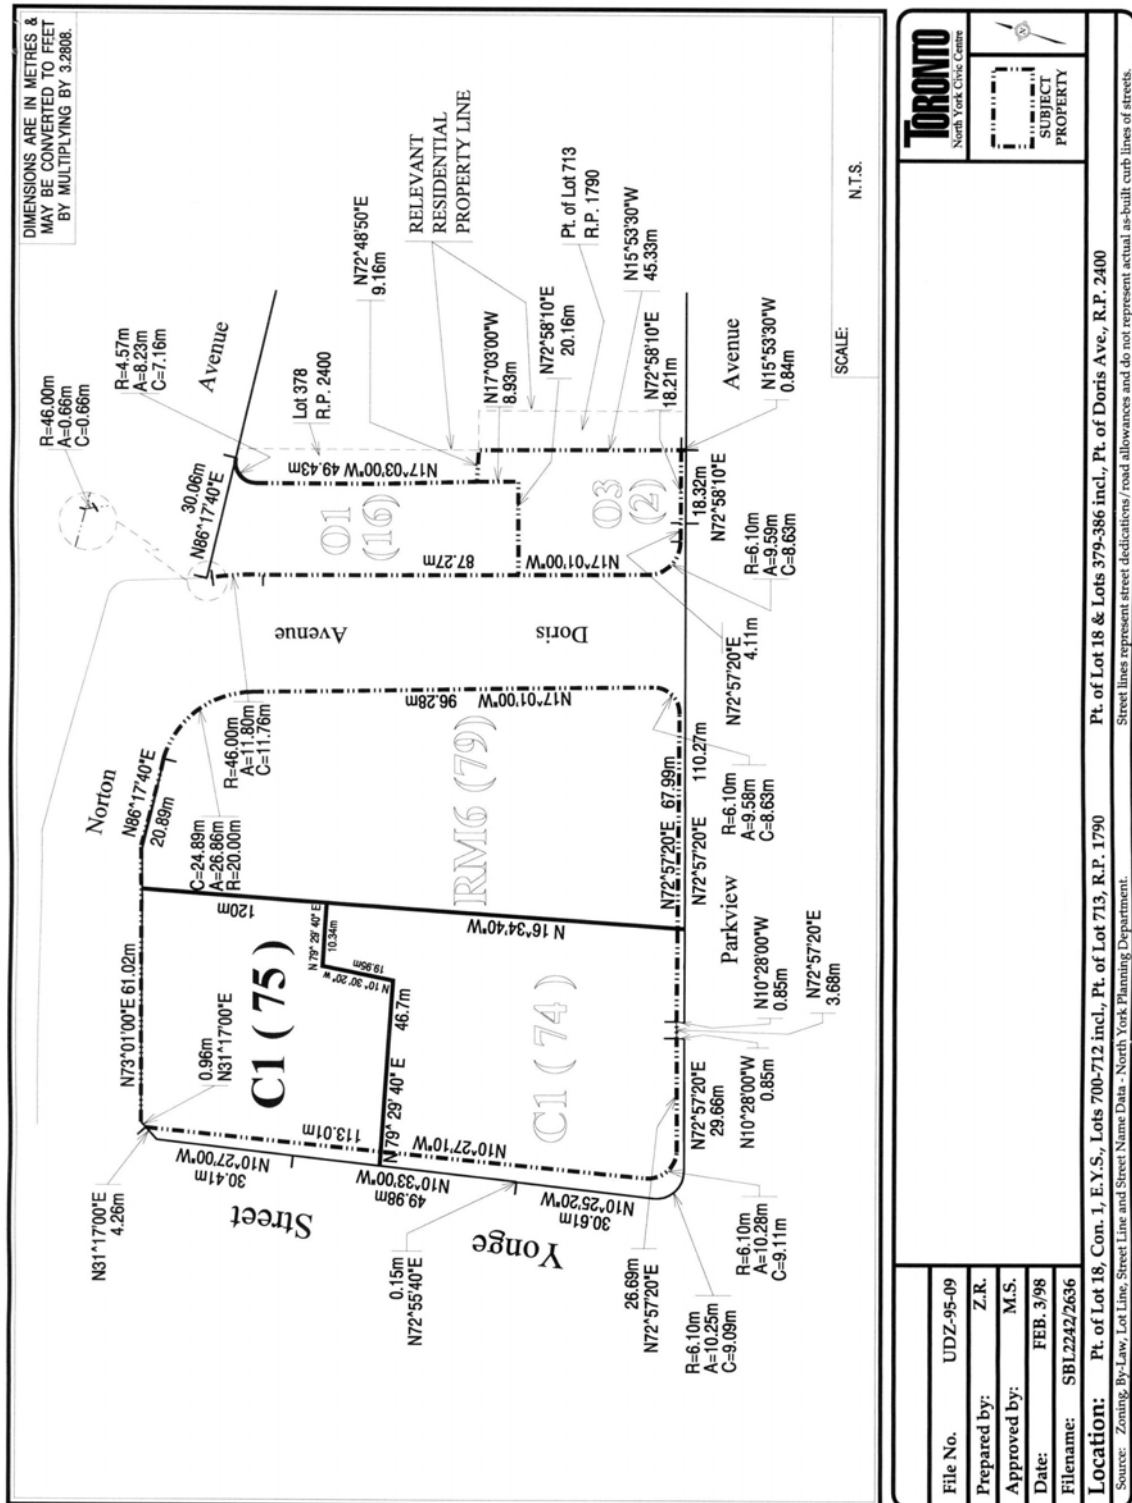 DIMENSIONS ARE IN METRES &
MAY BE CONVERTED TO FEET
BY MULTIPLYING BY 3.2808.
R=46.00m
A=0.66m
C=0.66m
R=4.57m
A=8.23m
C=7.16m
Avenue
30.06m
N86^17'40"E
Lot 378
R.P. 2400
N72^48'50"E
9.16m
RELEVANT
RESIDENTIAL
PROPERTY LINE
N17^03'00"W 49.43m
N17^03'00"W
8.93m
N72^58'10"E
20.16m
Pt. of Lot 713
R.P. 1790
N15^53'30"W
45.33m
N72^58'10"E
18.21m
Avenue
N15^53'30"W
0.84m
O1
(16)
O3
(2)
87.27m
N17^01'00"W
18.32m
N72^58'10"E
R=6.10m
A=9.59m
C=8.63m
N72^57'20"E
4.11m
Avenue
Doris
Norton
N86^17'40"E
20.89m
R=46.00m
A=11.80m
C=11.76m
C=24.89m
A=26.86m
R=20.00m
96.28m
N17^01'00"W
RM6 (79)
N72^57'20"E 67.99m
N72^57'20"E 110.27m
R=6.10m
A=9.58m
C=8.63m
120m
N 16^34'40"W
Parkview
N73^01'00"E 61.02m
0.96m
N31^17'00"E
C1 ( 75 )
N 79^ 29' 40" E
10.34m
19.95m
N 10^ 30' 20" W
N 79^ 29' 40" E
46.7m
C1 ( 74 )
N10^28'00"W
0.85m
N72^57'20"E
3.68m
N10^28'00"W
0.85m
N72^57'20"E
29.66m
N31^17'00"E
4.26m
113.01m
N10^27'10"W
N10^27'00"W
30.41m
N10^33'00"W
49.98m
N10^25'20"W
30.61m
Street
Yonge
0.15m
N72^55'40"E
26.69m
N72^57'20"E
R=6.10m
A=10.28m
C=9.11m
R=6.10m
A=10.25m
C=9.09m
SCALE:
N.T.S.
File No. UDZ-95-09
Prepared by: Z.R.
Approved by: M.S.
Date: FEB. 3/98
Filename: SBL2242/2636
TORONTO
North York Civic Centre
SUBJECT
PROPERTY
Location: Pt. of Lot 18, Con. 1, E.Y.S., Lots 700-712 incl., Pt. of Lot 713, R.P. 1790 Pt. of Lot 18 & Lots 379-386 incl., Pt. of Doris Ave., R.P. 2400
Source: Zoning, By-Law, Lot Line, Street Line and Street Name Data - North York Planning Department. Street lines represent street dedications/road allowances and do not represent actual as-built curb lines of streets.